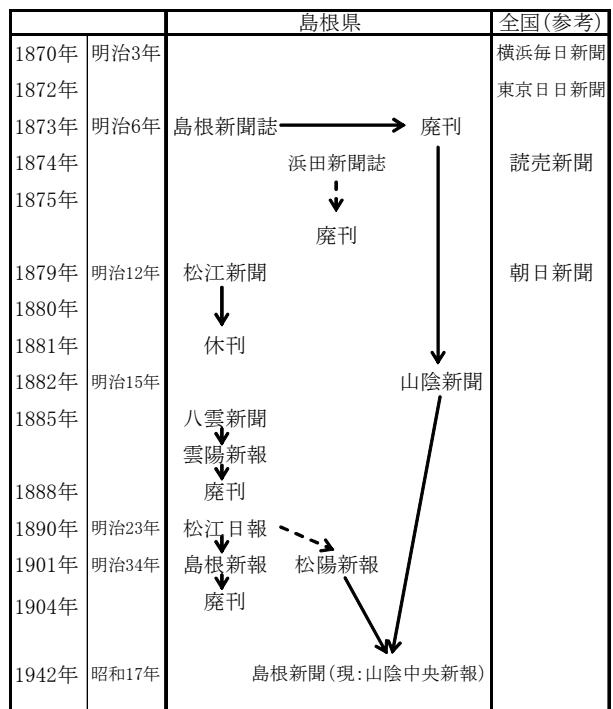 島根県 全国(参考)
1870年 明治3年 横浜毎日新聞
1872年 東京日日新聞
1873年 明治6年 島根新聞誌 廃刊
1874年 浜田新聞誌 読売新聞
1875年
廃刊
1879年 明治12年 松江新聞 朝日新聞
1880年
1881年 休刊
1882年 明治15年 山陰新聞
1885年 八雲新聞
雲陽新報
1888年 廃刊
1890年 明治23年 松江日報
1901年 明治34年 島根新報 松陽新報
1904年 廃刊
1942年 昭和17年 島根新聞(現:山陰中央新報)